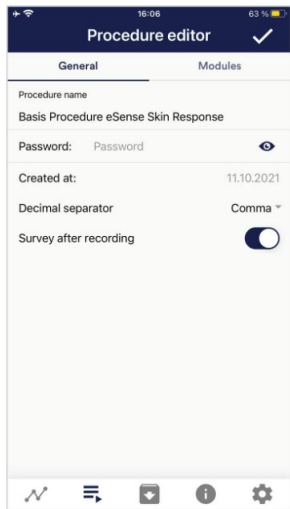 16:06
63 %
Procedure editor
General Modules
Procedure name
Basis Procedure eSense Skin Response
Password: Password
Created at: 11.10.2021
Decimal separator Comma
Survey after recording